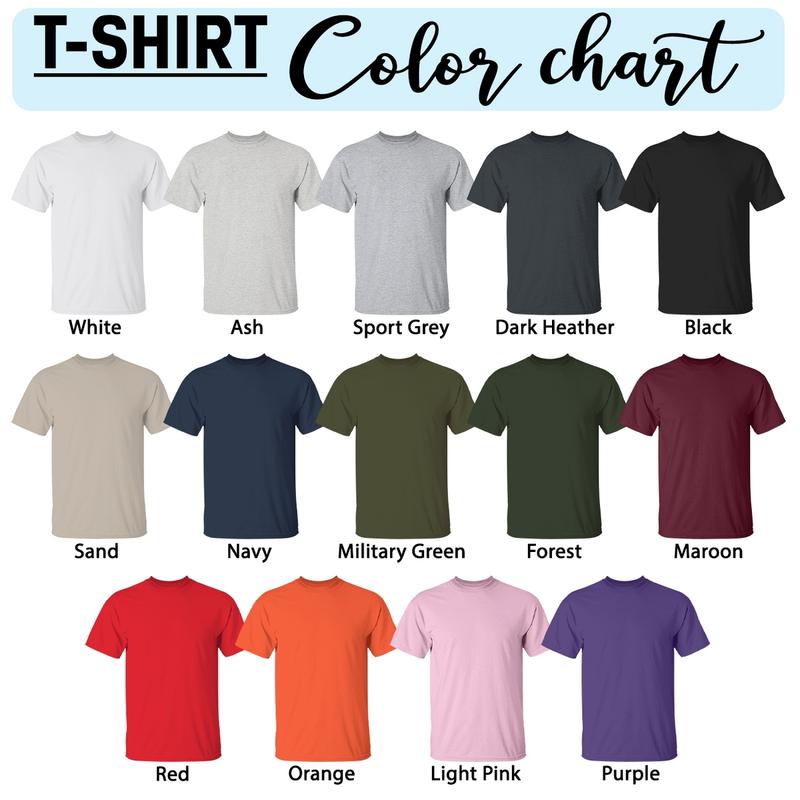 T-SHIRT Color chart
White Ash Sport Grey Dark Heather Black
Sand Navy Military Green Forest Maroon
Red Orange Light Pink Purple